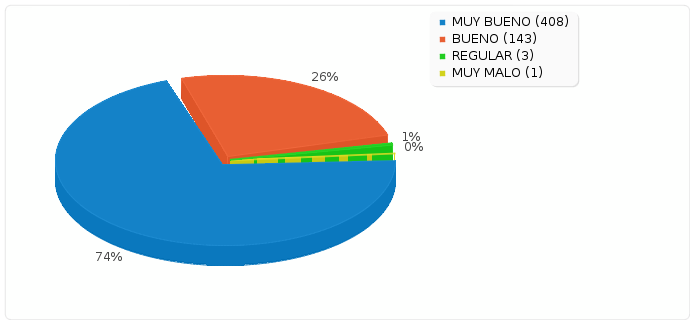 MUY BUENO (408)
BUENO (143)
REGULAR (3)
MUY MALO (1)
26%
1%
0%
74%